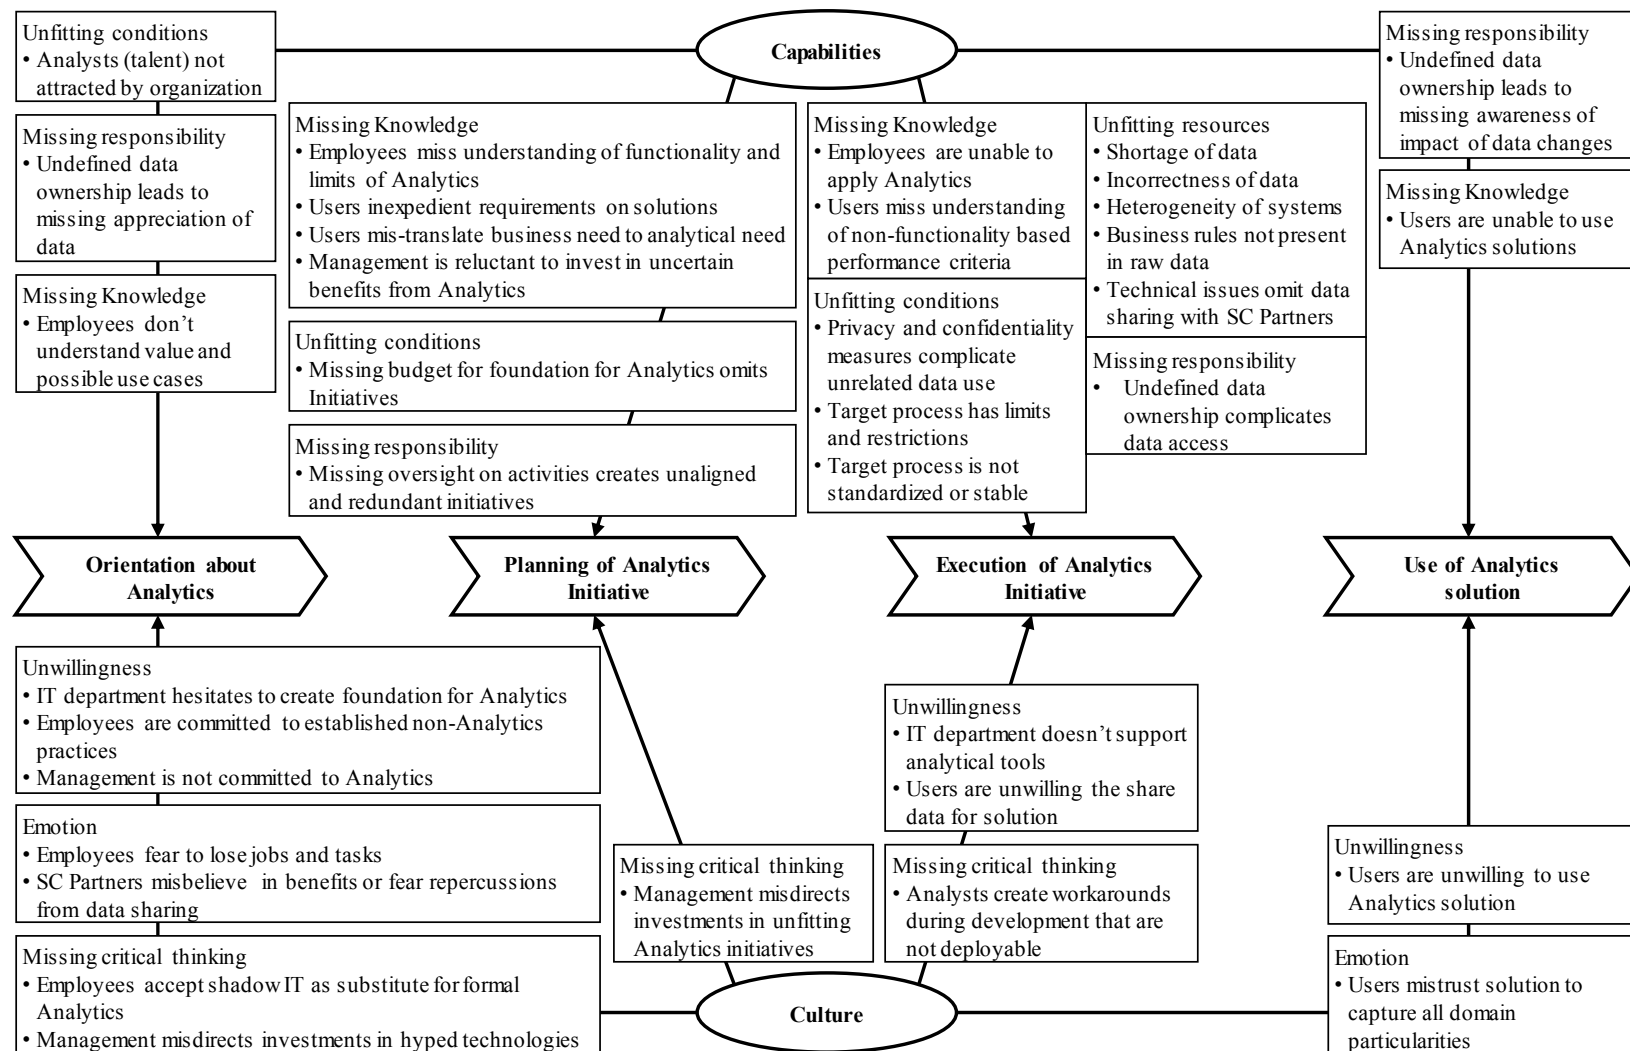 Capabilities
Unfitting conditions
• Analysts (talent) not
attracted by organization
Missing responsibility
• Undefined data
ownership leads to
missing appreciation of
data
Missing Knowledge
• Employees don't
understand value and
possible use cases
Missing Knowledge
• Employees miss understanding of functionality and
limits of Analytics
• Users inexpedient requirements on solutions
• Users mis-translate business need to analytical need
• Management is reluctant to invest in uncertain
benefits from Analytics
Unfitting conditions
• Missing budget for foundation for Analytics omits
Initiatives
Missing responsibility
• Missing oversight on activities creates unaligned
and redundant initiatives
Missing Knowledge
• Employees are unable to
apply Analytics
• Users miss understanding
of non-functionality based
performance criteria
Unfitting conditions
• Privacy and confidentiality
measures complicate
unrelated data use
• Target process has limits
and restrictions
• Target process is not
standardized or stable
Unfitting resources
• Shortage of data
• Incorrectness of data
• Heterogeneity of systems
• Business rules not present
in raw data
• Technical issues omit data
sharing with SC Partners
Missing responsibility
• Undefined data
ownership complicates
data access
Missing responsibility
• Undefined data
ownership leads to
missing awareness of
impact of data changes
Missing Knowledge
• Users are unable to use
Analytics solutions
Orientation about
Analytics
Planning of Analytics
Initiative
Execution of Analytics
Initiative
Use of Analytics
solution
Unwillingness
• IT department hesitates to create foundation for Analytics
• Employees are committed to established non-Analytics
practices
• Management is not committed to Analytics
Emotion
• Employees fear to lose jobs and tasks
• SC Partners misbelieve in benefits or fear repercussions
from data sharing
Missing critical thinking
• Employees accept shadow IT as substitute for formal
Analytics
• Management misdirects investments in hyped technologies
Missing critical thinking
• Management misdirects
investments in unfitting
Analytics initiatives
Unwillingness
• IT department doesn't support
analytical tools
• Users are unwilling the share
data for solution
Missing critical thinking
• Analysts create workarounds
during development that are
not deployable
Unwillingness
• Users are unwilling to use
Analytics solution
Emotion
• Users mistrust solution to
capture all domain
particularities
Culture